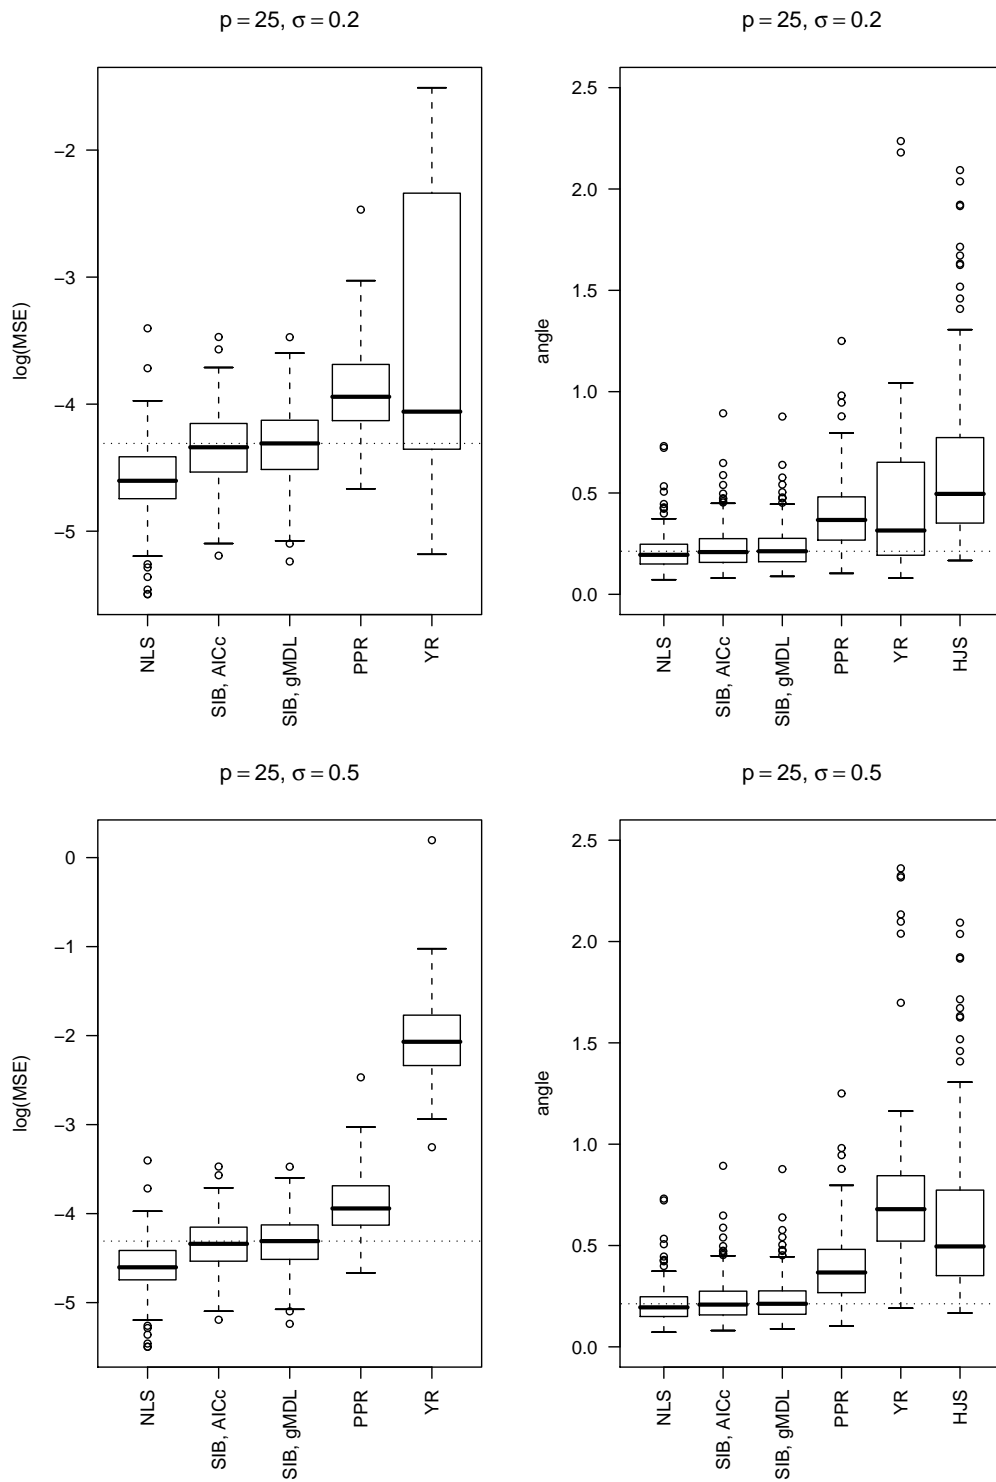 p = 25, σ = 0.2
log(MSE)
−2
−3
−4
−5
NLS
SIB, AICc
SIB, gMDL
PPR
YR
p = 25, σ = 0.2
angle
2.5
2.0
1.5
1.0
0.5
0.0
NLS
SIB, AICc
SIB, gMDL
PPR
YR
HJS
p = 25, σ = 0.5
log(MSE)
0
−1
−2
−3
−4
−5
NLS
SIB, AICc
SIB, gMDL
PPR
YR
p = 25, σ = 0.5
angle
2.5
2.0
1.5
1.0
0.5
0.0
NLS
SIB, AICc
SIB, gMDL
PPR
YR
HJS